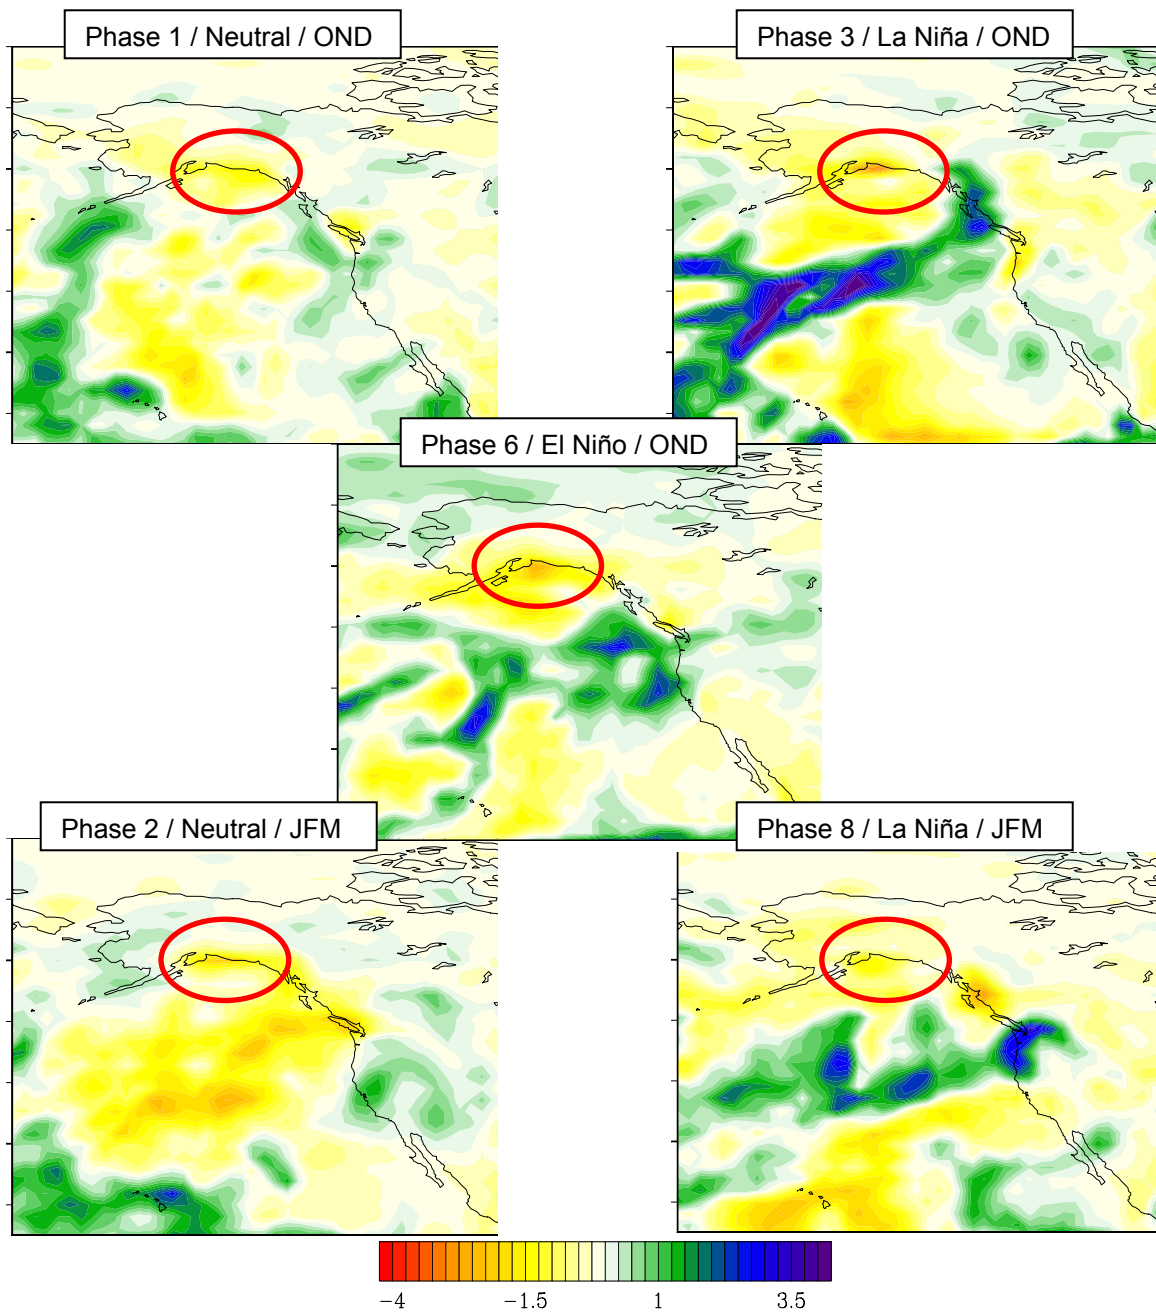 Phase 1 / Neutral / OND
Phase 3 / La Niña / OND
Phase 6 / El Niño / OND
Phase 2 / Neutral / JFM
Phase 8 / La Niña / JFM
−4 −1.5 1 3.5